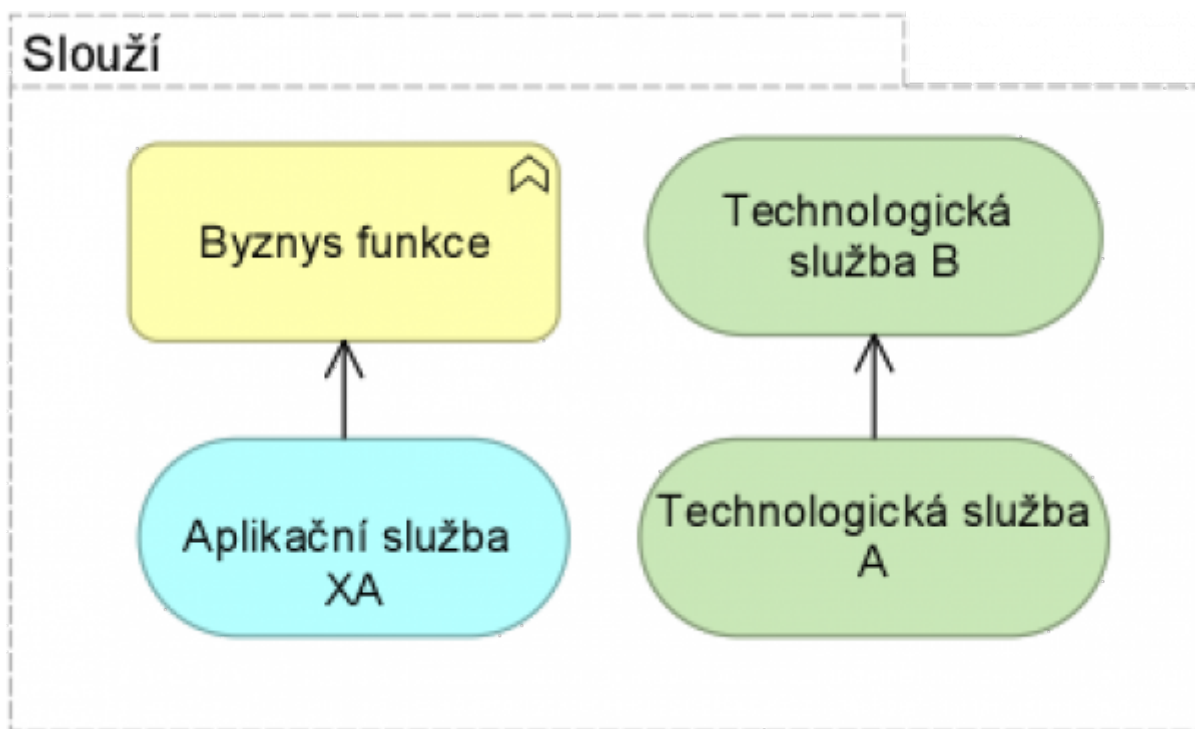 Slouží
Byznys funkce
Technologická
služba B
Aplikační služba
XA
Technologická služba
A